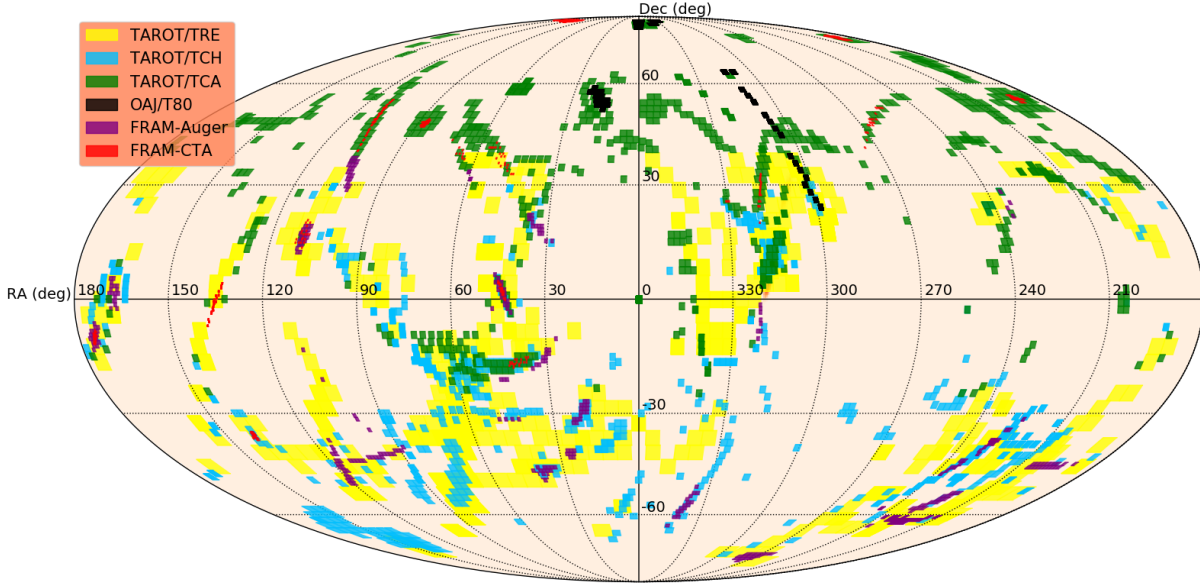 Dec (deg)
TAROT/TRE
TAROT/TCH
TAROT/TCA
OAJ/T80
FRAM-Auger
FRAM-CTA
60
30
RA (deg)
180
150
120
90
60
30
0
330
300
270
240
210
-30
-60